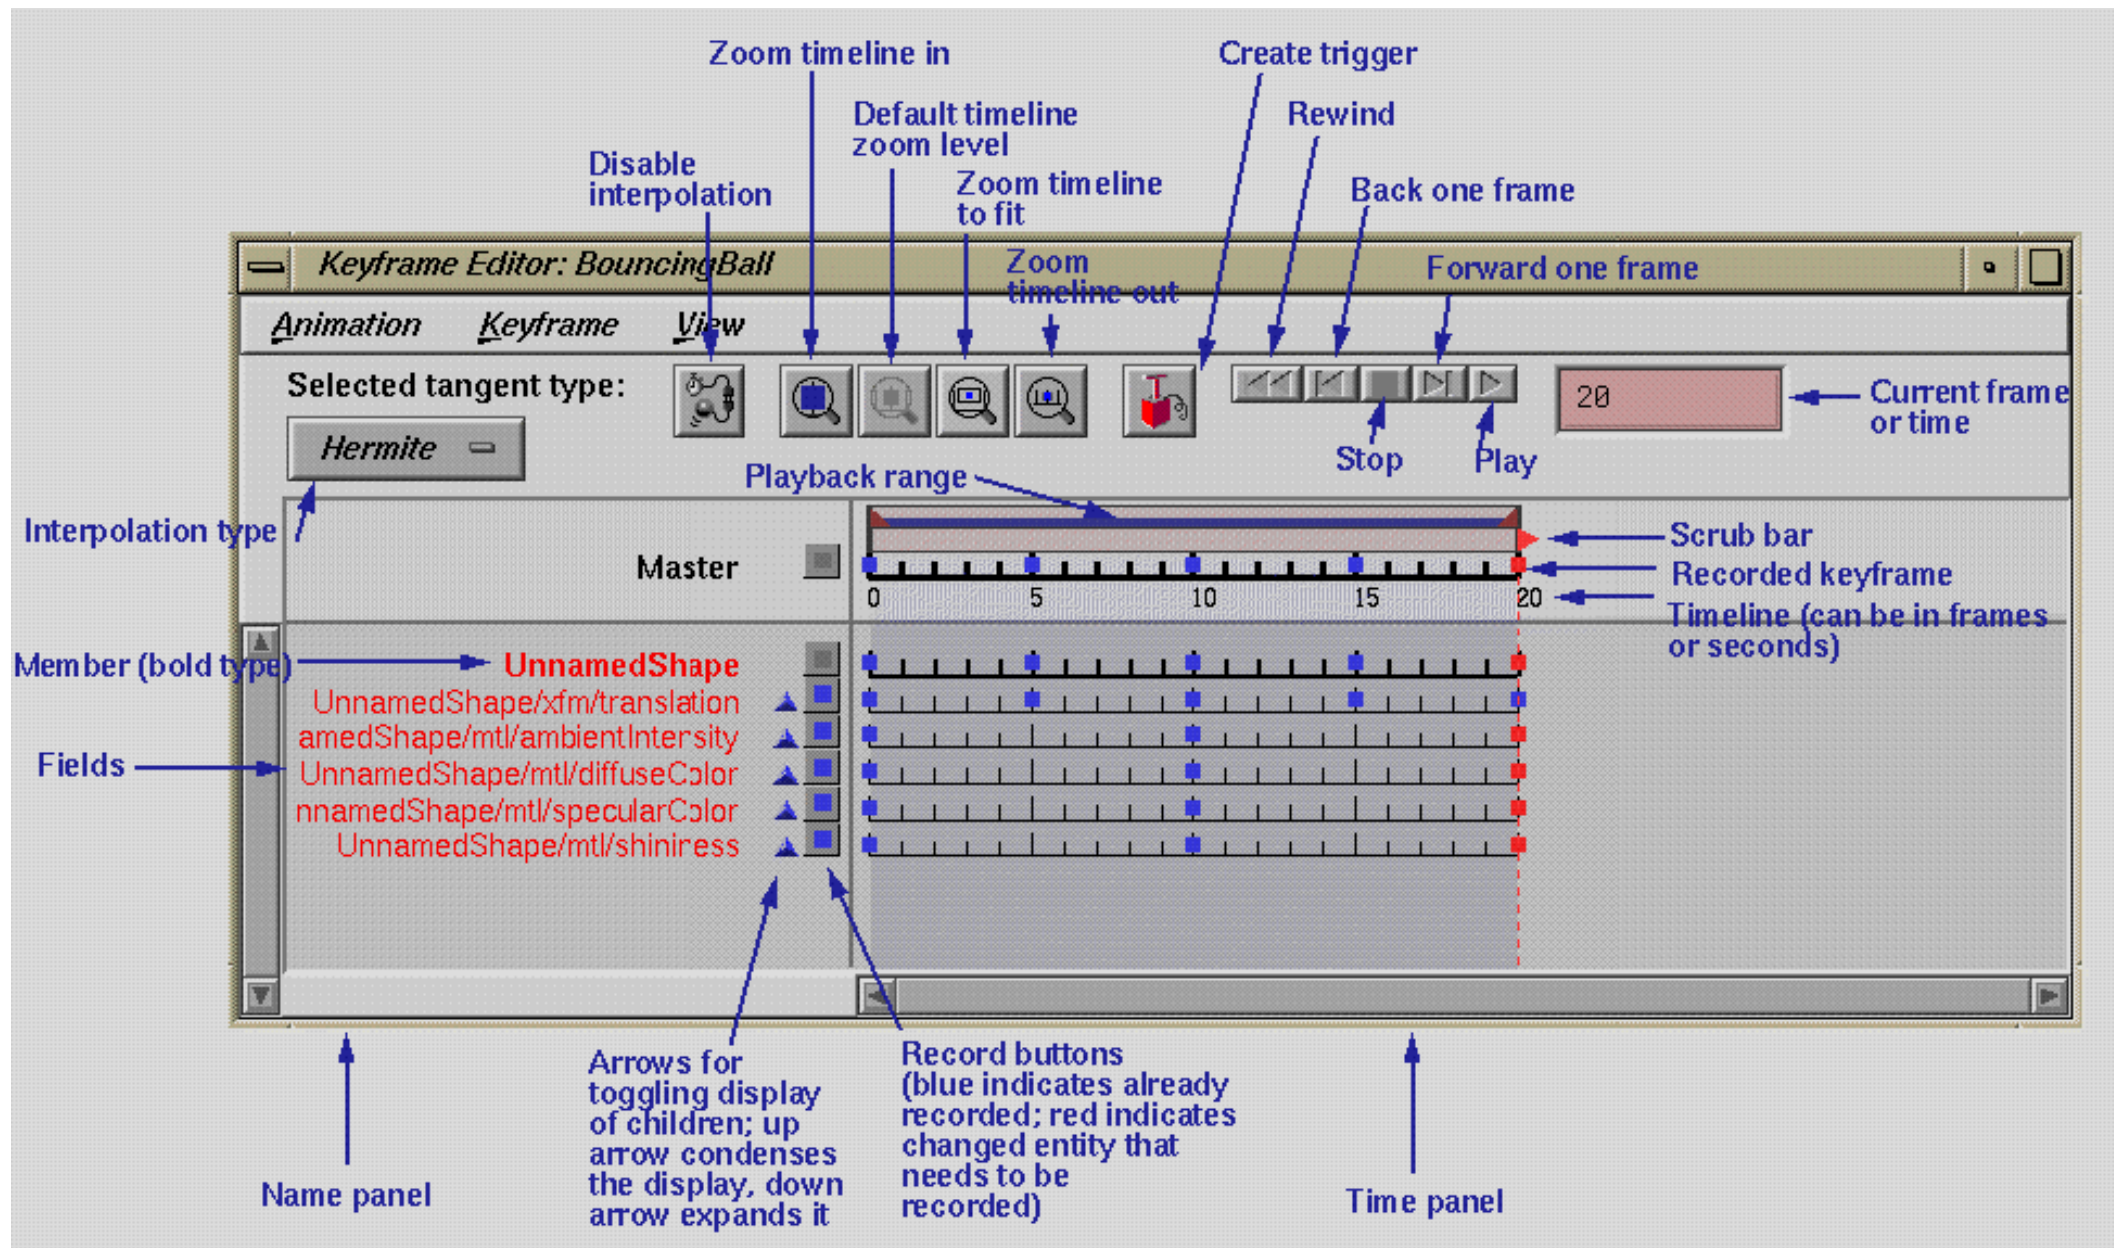 Zoom timeline in
Create trigger
Default timeline
zoom level
Rewind
Disable
interpolation
Zoom timeline
to fit
Back one frame
Keyframe Editor: BouncingBall
Zoom
timeline out
Forward one frame
Animation Keyframe View
Selected tangent type:
20
Current frame
or time
Hermite
Stop
Play
Playback range
Interpolation type
Scrub bar
Master
Recorded keyframe
0 5 10 15 20
Timeline (can be in frames
or seconds)
Member (bold type)
UnnamedShape
UnnamedShape/xfm/translation
amedShape/mtl/ambientIntensity
Fields
UnnamedShape/mtl/diffuseColor
nnamedShape/mtl/specularColor
UnnamedShape/mtl/shininess
Arrows for
toggling display
of children; up
arrow condenses
the display, down
arrow expands it
Record buttons
(blue indicates already
recorded; red indicates
changed entity that
needs to be
recorded)
Name panel
Time panel